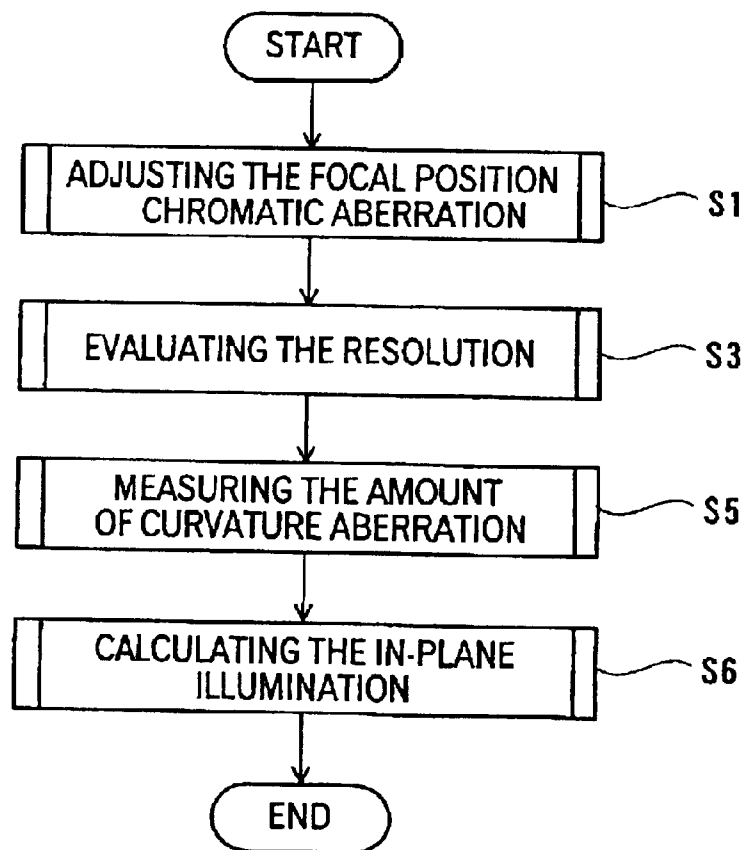 START
ADJUSTING THE FOCAL POSITION
CHROMATIC ABERRATION
S1
EVALUATING THE RESOLUTION
S3
MEASURING THE AMOUNT
OF CURVATURE ABERRATION
S5
CALCULATING THE IN-PLANE
ILLUMINATION
S6
END